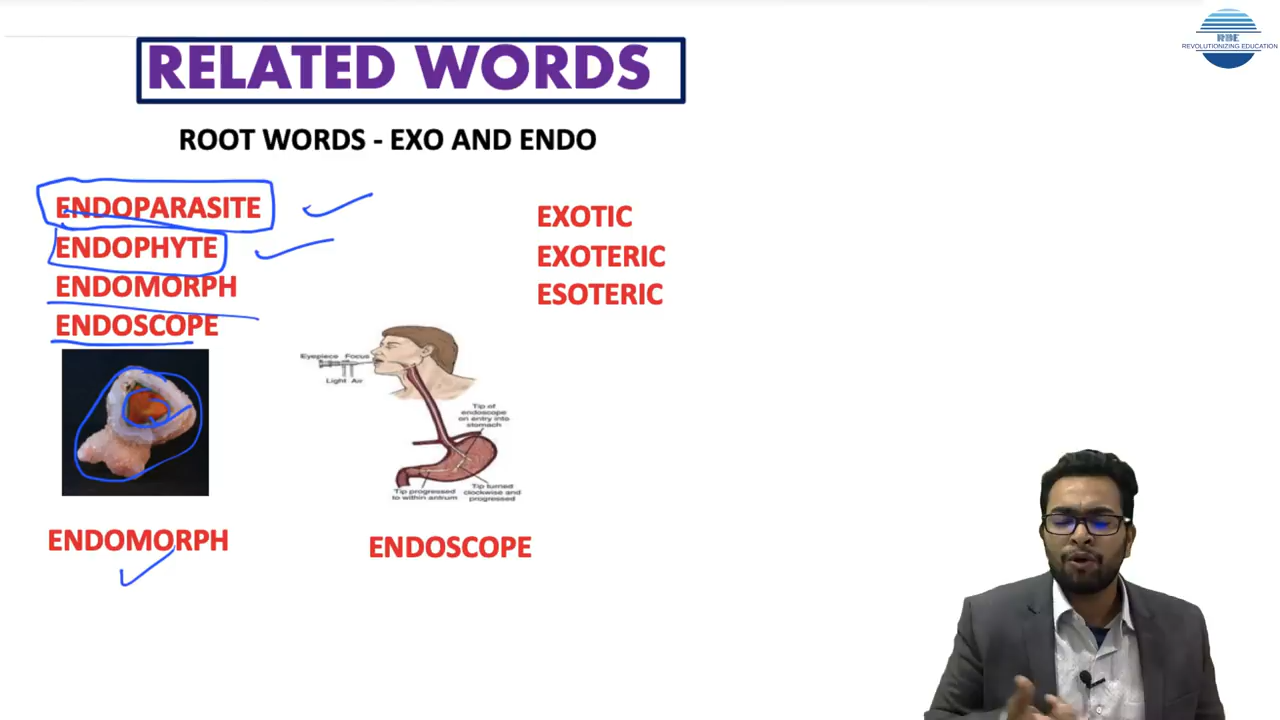 RELATED WORDS
RBE
REVOLUTIONIZING EDUCATION
ROOT WORDS - EXO AND ENDO
ENDOPARASITE
ENDOPHYTE
ENDOMORPH
ENDOSCOPE
EXOTIC
EXOTERIC
ESOTERIC
Eyepiece Focus
Light Air
Tip of
endoscope
on entry into
stomach
Tip progressed
to within antrum
Tip turned
clockwise and
progressed
ENDOMORPH
ENDOSCOPE